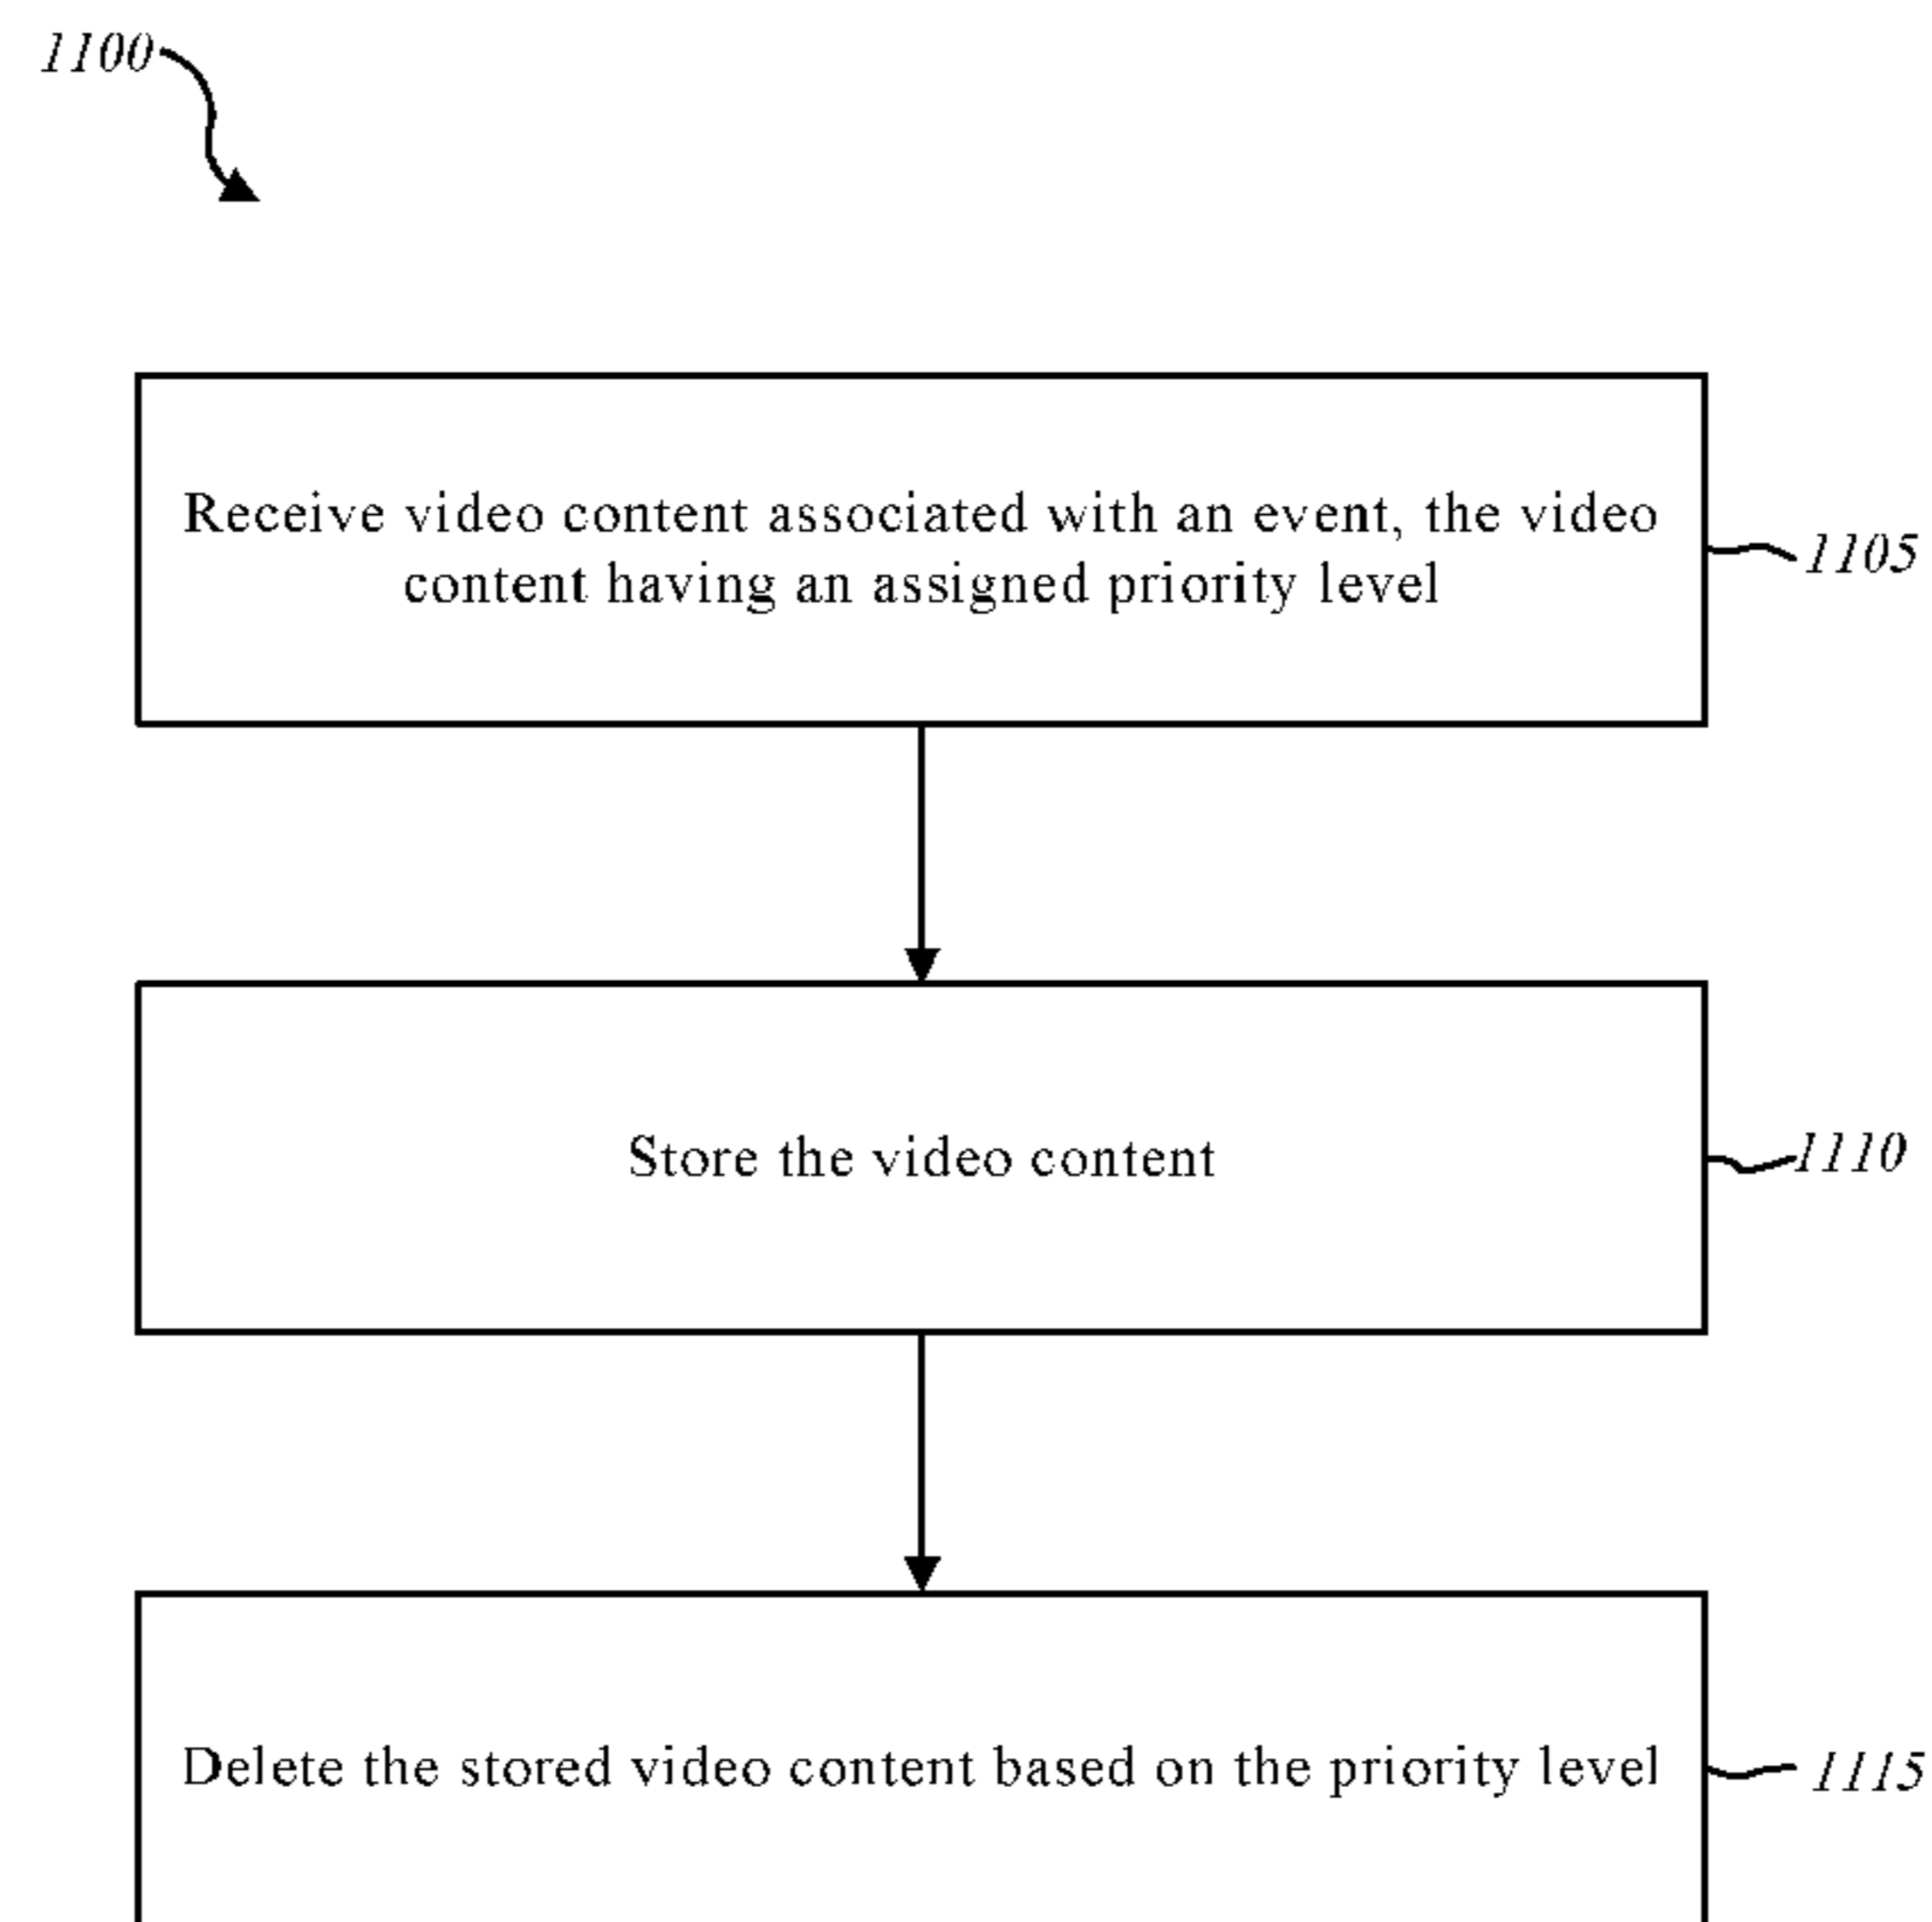 1100
Receive video content associated with an event, the video
content having an assigned priority level
1105
Store the video content
1110
Delete the stored video content based on the priority level
1115